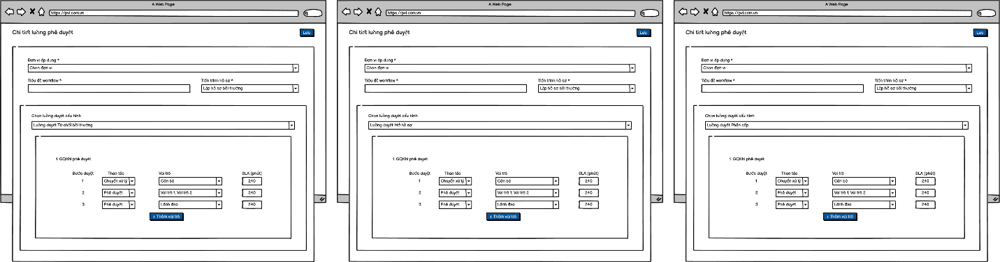 A Web Page
https://pvi.com.vn
Chi tiết luồng phê duyệt
Lưu
Đơn vị áp dụng *
Chọn đơn vị
Tiêu đề workflow *
Tiến trình hồ sơ *
Lập hồ sơ bồi thường
Chọn luồng duyệt cấu hình
Luồng duyệt Từ chối bồi thường
1 GQKN phê duyệt
Bước duyệt Thao tác Vai trò SLA (phút)
1 Chuyển xử lý Cán bộ 240
2 Phê duyệt Vai trò 1, Vai trò 2 240
3 Phê duyệt Lãnh đạo 240
+ Thêm vai trò
A Web Page
https://pvi.com.vn
Chi tiết luồng phê duyệt
Lưu
Đơn vị áp dụng *
Chọn đơn vị
Tiêu đề workflow *
Tiến trình hồ sơ *
Lập hồ sơ bồi thường
Chọn luồng duyệt cấu hình
Luồng duyệt Mở hồ sơ
1 GQKN phê duyệt
Bước duyệt Thao tác Vai trò SLA (phút)
1 Chuyển xử lý Cán bộ 240
2 Phê duyệt Vai trò 1, Vai trò 2 240
3 Phê duyệt Lãnh đạo 240
+ Thêm vai trò
A Web Page
https://pvi.com.vn
Chi tiết luồng phê duyệt
Lưu
Đơn vị áp dụng *
Chọn đơn vị
Tiêu đề workflow *
Tiến trình hồ sơ *
Lập hồ sơ bồi thường
Chọn luồng duyệt cấu hình
Luồng duyệt Phân cấp
1 GQKN phê duyệt
Bước duyệt Thao tác Vai trò SLA (phút)
1 Chuyển xử lý Cán bộ 240
2 Phê duyệt Vai trò 1, Vai trò 2 240
3 Phê duyệt Lãnh đạo 240
+ Thêm vai trò